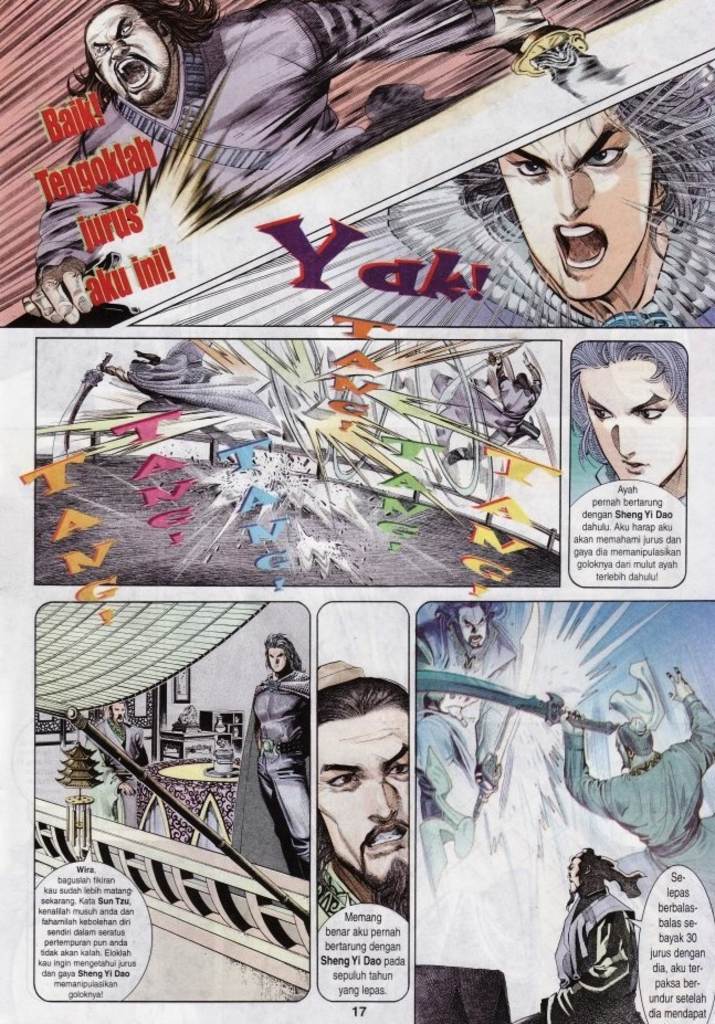 Baik!
Tengoklah
jurus
aku ini!
Yak!
TANG,
TANG,
TANG,
TANG,
TANG,
TANG,
Ayah
pernah bertarung
dengan Sheng Yi Dao
dahulu. Aku harap aku
akan memahami jurus dan
gaya dia memanipulasikan
goloknya dari mulut ayah
terlebih dahulu!
Wira,
baguslah fikiran
kau sudah lebih matang
sekarang. Kata Sun Tzu,
kenalilah musuh anda dan
fahamilah kebolehan diri
sendiri dalam seratus
pertempuran pun anda
tidak akan kalah. Eloklah
kau ingin mengetahui jurus
dan gaya Sheng Yi Dao
memanipulasikan
goloknya!
Memang
benar aku pernah
bertarung dengan
Sheng Yi Dao pada
sepuluh tahun
yang lepas.
Se-
lepas
berbalas-
balas se-
bayak 30
jurus dengan
dia, aku ter-
paksa ber-
undur setelah
dia mendapat
17